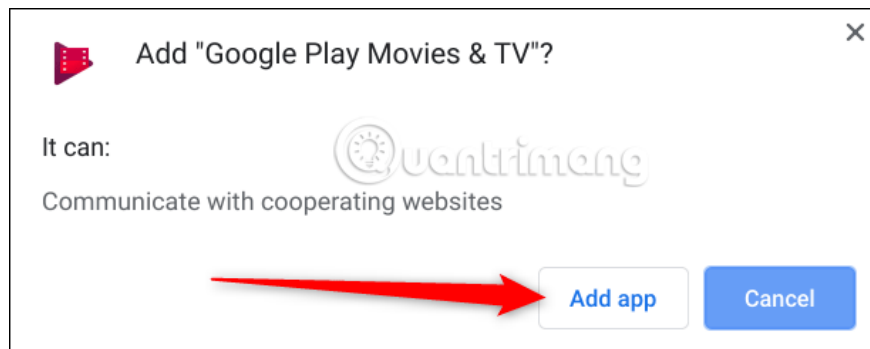 Add "Google Play Movies & TV"?
It can:
Quantrimang
Communicate with cooperating websites
Add app
Cancel